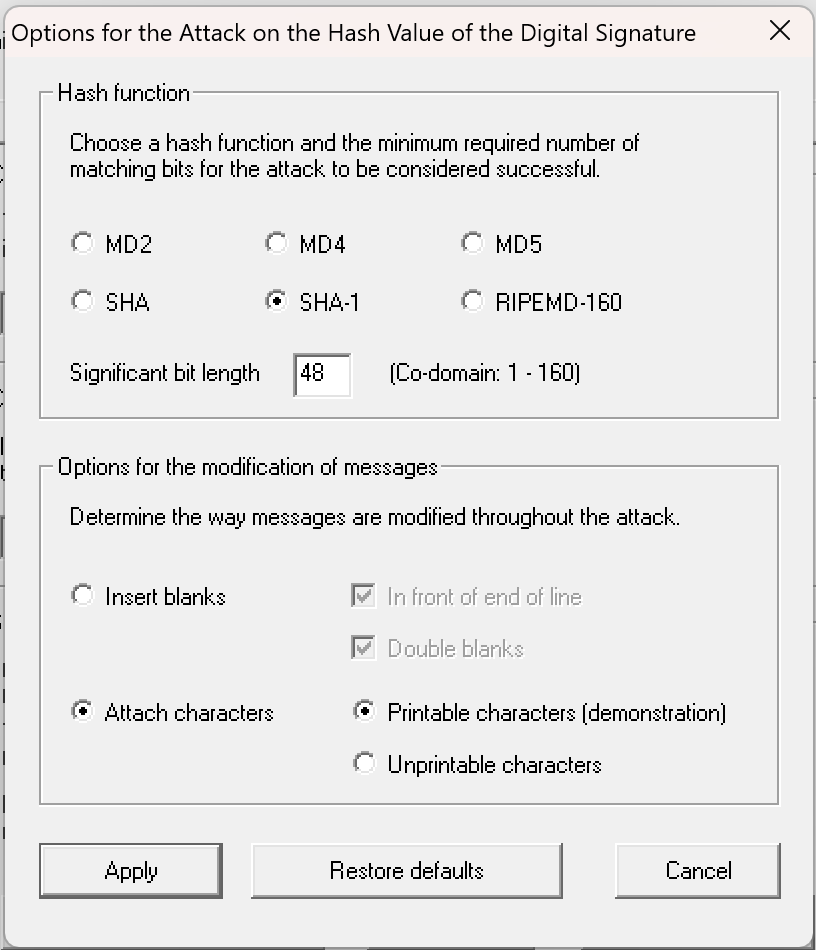 Options for the Attack on the Hash Value of the Digital Signature
Hash function
Choose a hash function and the minimum required number of
matching bits for the attack to be considered successful.
MD2 MD4 MD5
SHA SHA-1 RIPEMD-160
Significant bit length 48 (Co-domain: 1 - 160)
Options for the modification of messages
Determine the way messages are modified throughout the attack.
Insert blanks In front of end of line
Double blanks
Attach characters Printable characters (demonstration)
Unprintable characters
Apply Restore defaults Cancel